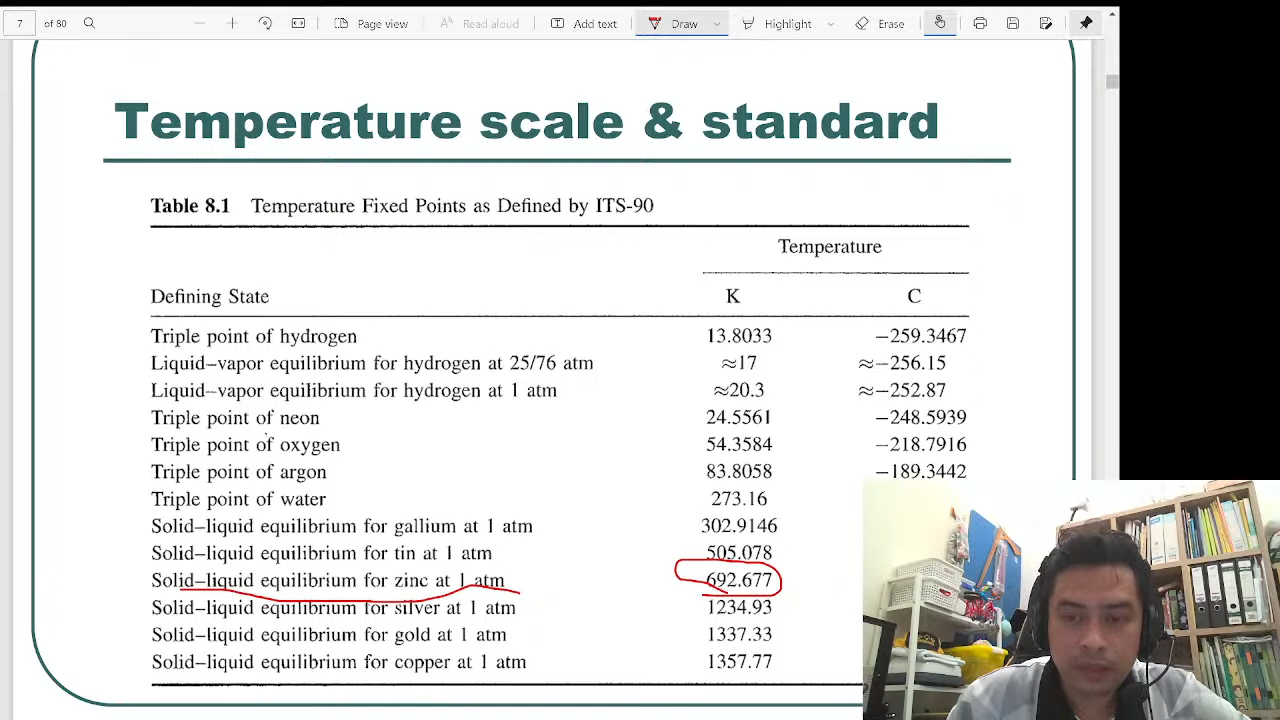 7 of 80 Page view Read aloud Add text Draw Highlight Erase
Temperature scale & standard
Table 8.1 Temperature Fixed Points as Defined by ITS-90
Temperature
Defining State K C
Triple point of hydrogen 13.8033 −259.3467
Liquid–vapor equilibrium for hydrogen at 25/76 atm ≈17 ≈−256.15
Liquid–vapor equilibrium for hydrogen at 1 atm ≈20.3 ≈−252.87
Triple point of neon 24.5561 −248.5939
Triple point of oxygen 54.3584 −218.7916
Triple point of argon 83.8058 −189.3442
Triple point of water 273.16
Solid–liquid equilibrium for gallium at 1 atm 302.9146
Solid–liquid equilibrium for tin at 1 atm 505.078
Solid–liquid equilibrium for zinc at 1 atm 692.677
Solid–liquid equilibrium for silver at 1 atm 1234.93
Solid–liquid equilibrium for gold at 1 atm 1337.33
Solid–liquid equilibrium for copper at 1 atm 1357.77